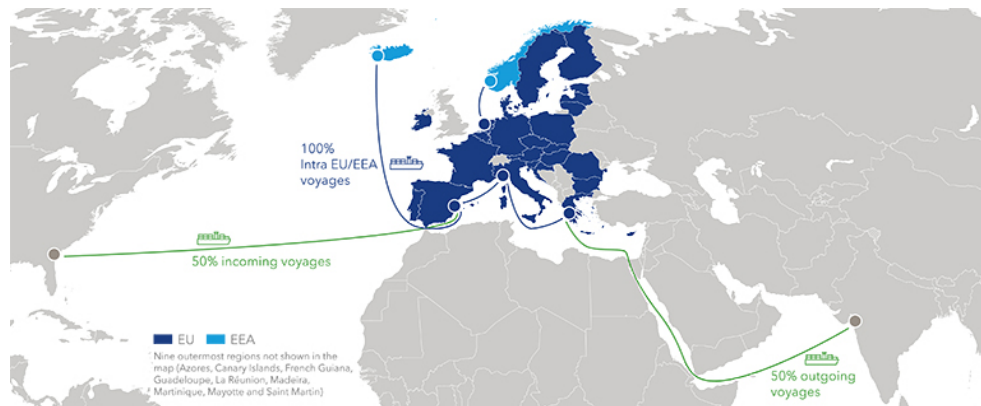 100%
Intra EU/EEA
voyages
50% incoming voyages
EU EEA
Nine outermost regions not shown in the
map (Azores, Canary Islands, French Guiana,
Guadeloupe, La Réunion, Madeira,
Martinique, Mayotte and Saint Martin)
50% outgoing
voyages